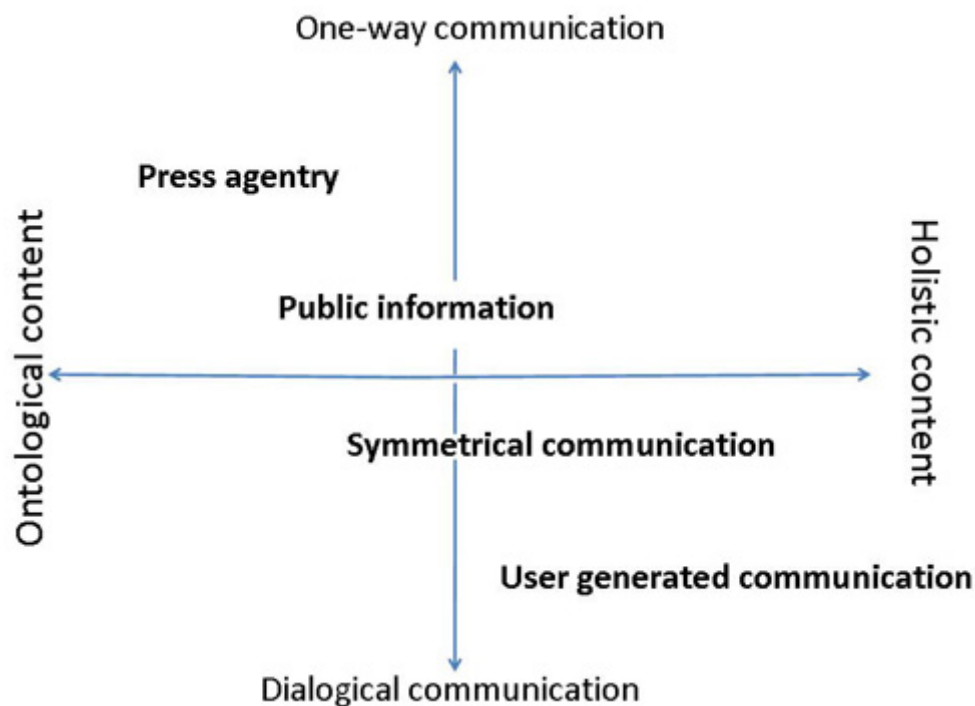 One-way communication
Press agentry
Ontological content
Holistic content
Public information
Symmetrical communication
User generated communication
Dialogical communication